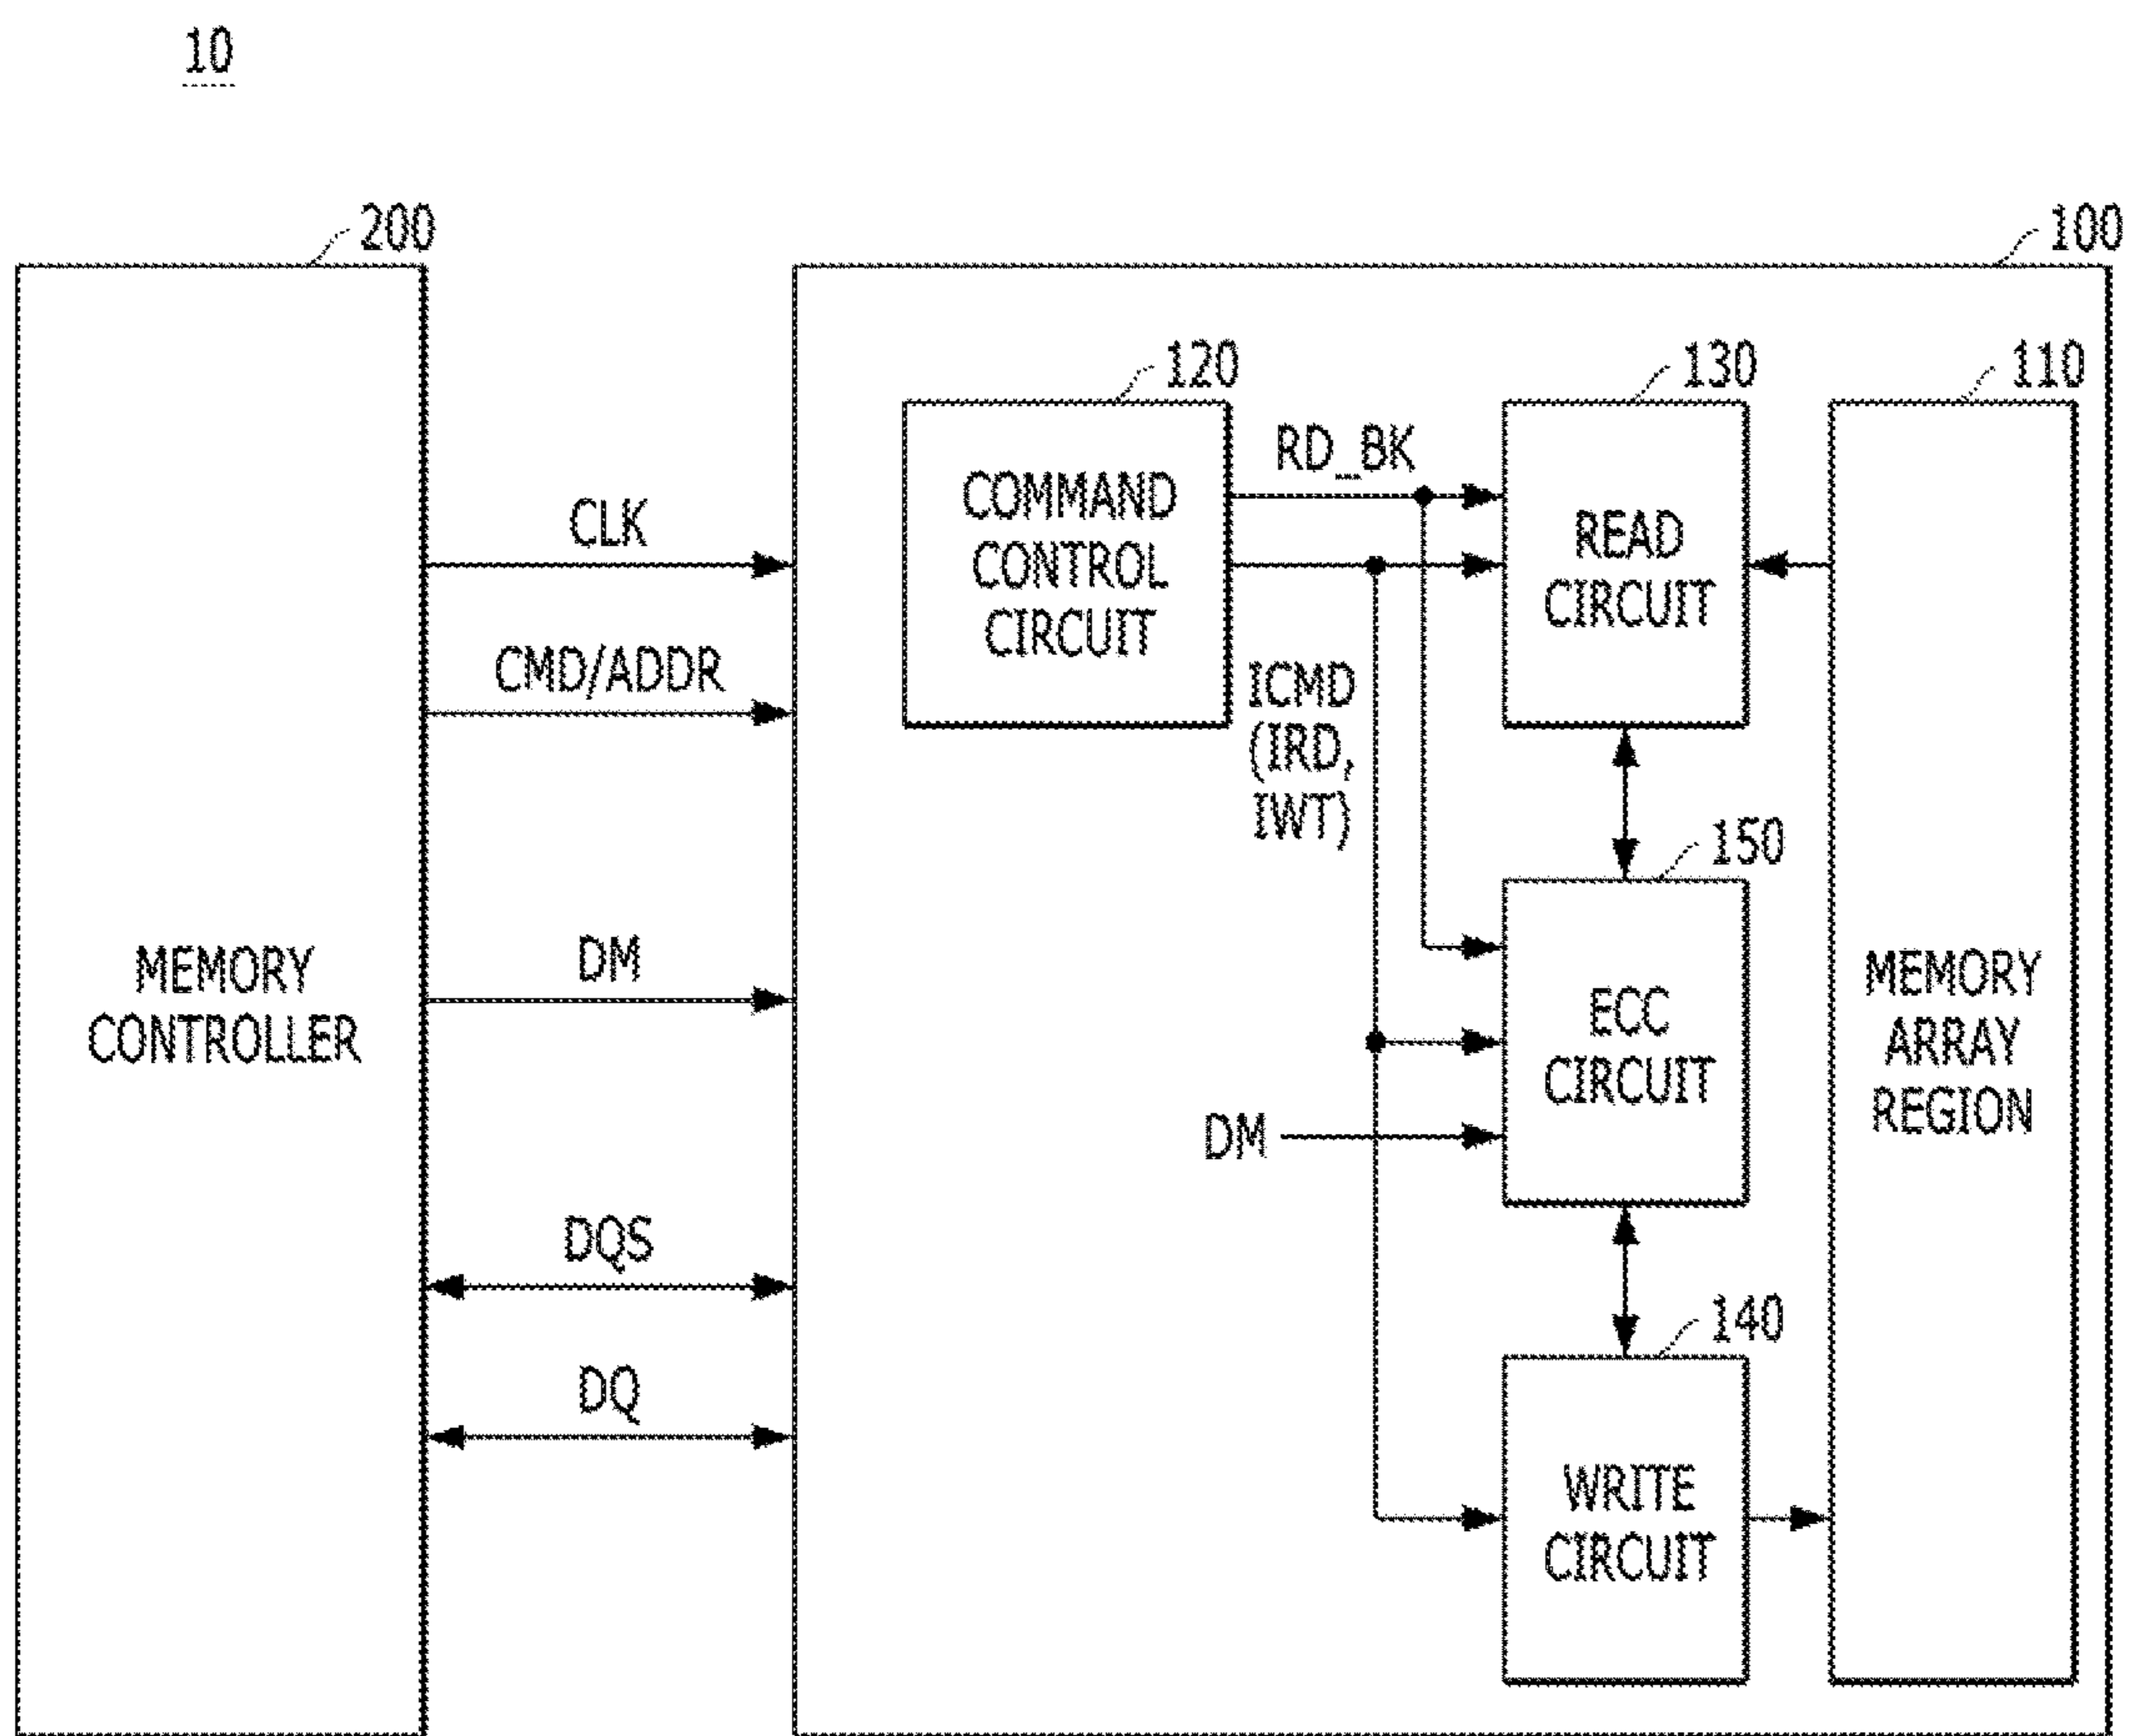 10
200
100
120
130
110
RD_BK
COMMAND
CONTROL
CIRCUIT
READ
CIRCUIT
CLK
CMD/ADDR
ICMD
(IRD,
IWT)
150
MEMORY
CONTROLLER
DM
ECC
CIRCUIT
MEMORY
ARRAY
REGION
DM
DQS
140
DQ
WRITE
CIRCUIT